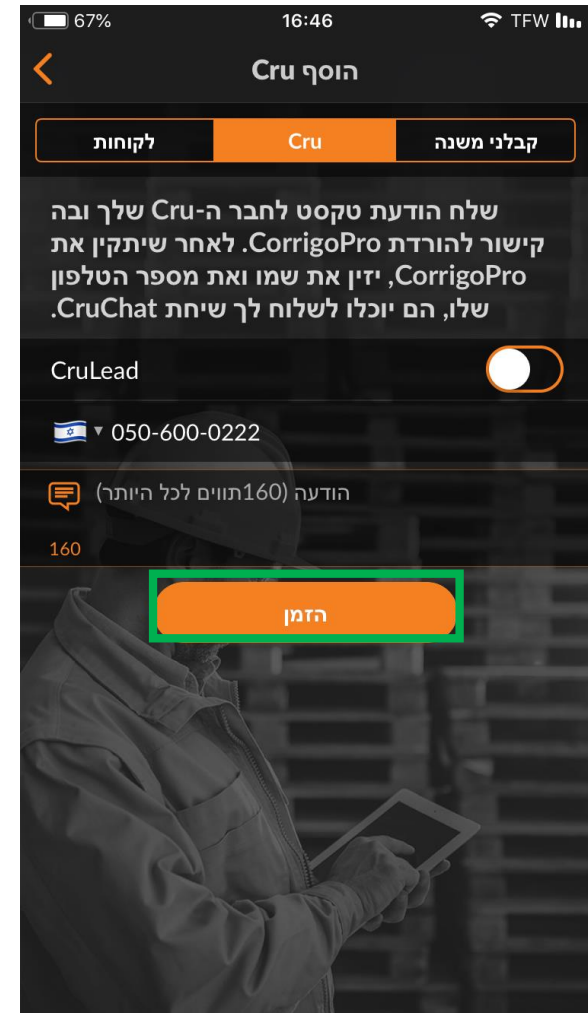 67% 16:46 TFW
הוסף Cru
לקוחות Cru קבלני משנה
שלח הודעת טקסט לחבר ה-Cru שלך ובה
קישור להורדת CorrigoPro. לאחר שיתקין את
CorrigoPro, יזין את שמו ואת מספר הטלפון
שלו, הם יוכלו לשלוח לך שיחת CruChat.
CruLead
050-600-0222
הודעה (160תווים לכל היותר)
160
הזמן